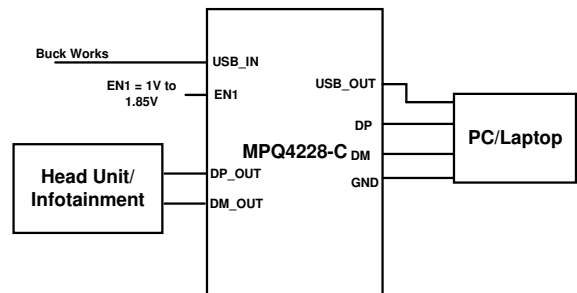 Buck Works
USB_IN
EN1 = 1V to
1.85V
EN1
USB_OUT
DP
MPQ4228-C
DM
GND
PC/Laptop
Head Unit/
Infotainment
DP_OUT
DM_OUT